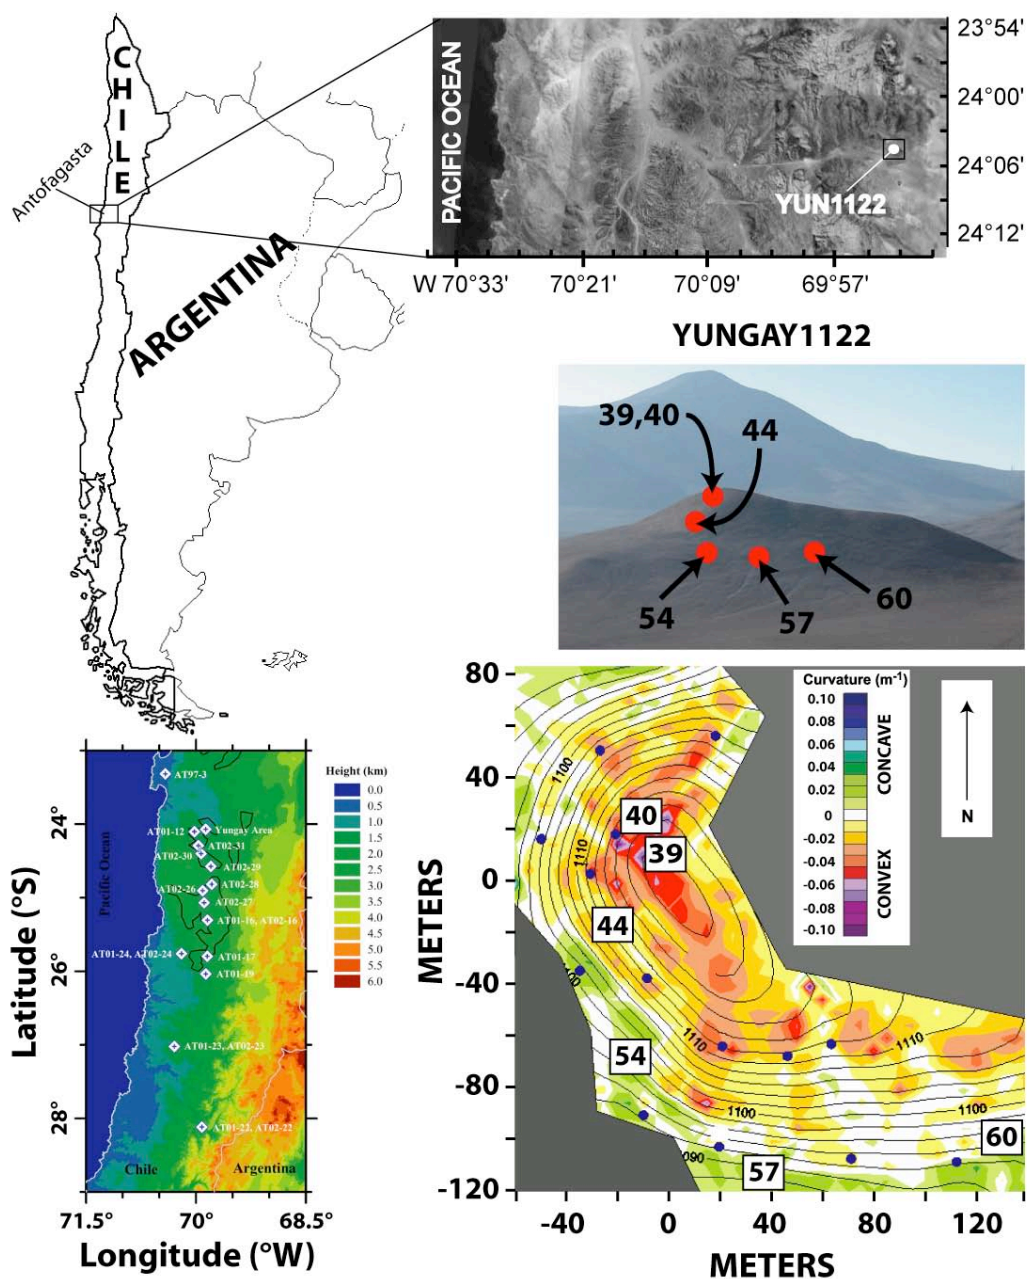 CHILE
Antofagasta
ARGENTINA
PACIFIC OCEAN
YUN1122
23°54'
24°00'
24°06'
24°12'
W 70°33' 70°21' 70°09' 69°57'
YUNGAY1122
39,40
44
54
57
60
Latitude (°S)
24°
26°
28°
Pacific Ocean
AT97-3
AT01-12
Yungay Area
AT02-31
AT02-30
AT02-29
AT02-28
AT02-26
AT02-27
AT01-16, AT02-16
AT01-24, AT02-24
AT01-17
AT01-19
AT01-23, AT02-23
AT01-22, AT02-22
Chile
Argentina
71.5° 70° 68.5°
Longitude (°W)
Height (km)
0.0
0.5
1.0
1.5
2.0
2.5
3.0
3.5
4.0
4.5
5.0
5.5
6.0
METERS
80
40
0
-40
-80
-120
1100
1110
40
39
44
1100
1110
1110
54
1100
1100
1090
57
60
Curvature (m⁻¹)
0.10
0.08
0.06
0.04
0.02
0
-0.02
-0.04
-0.06
-0.08
-0.10
CONCAVE
CONVEX
N
-40 0 40 80 120
METERS